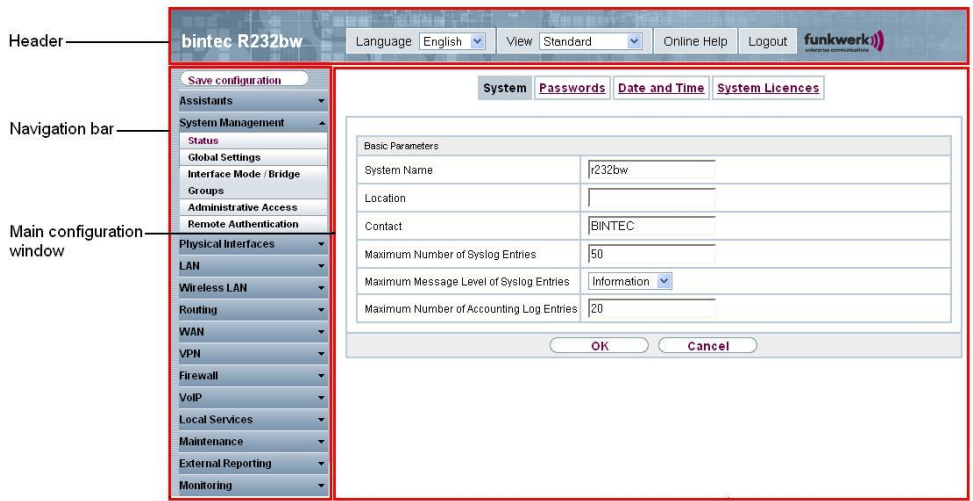 Header
bintec R232bw
Language English View Standard Online Help Logout funkwerk
enterprise communications
Navigation bar
Save configuration
Assistants
System Management
Status
Global Settings
Interface Mode / Bridge
Groups
Administrative Access
Remote Authentication
Physical Interfaces
LAN
Wireless LAN
Routing
WAN
VPN
Firewall
VoIP
Local Services
Maintenance
External Reporting
Monitoring
Main configuration
window
System Passwords Date and Time System Licences
Basic Parameters
System Name r232bw
Location
Contact BINTEC
Maximum Number of Syslog Entries 50
Maximum Message Level of Syslog Entries Information
Maximum Number of Accounting Log Entries 20
OK Cancel